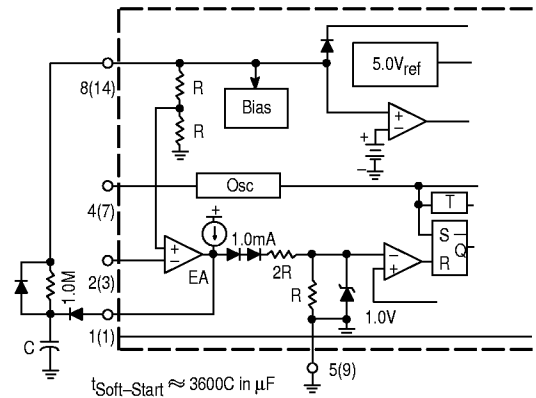 5.0Vref
8(14)
R
Bias
R
+
−
+
−
Osc
4(7)
T
+
1.0mA
S
Q
+
−
EA
2R
−
+
R
2(3)
1.0M
R
1.0V
1(1)
C
5(9)
tSoft–Start ≈ 3600C in µF